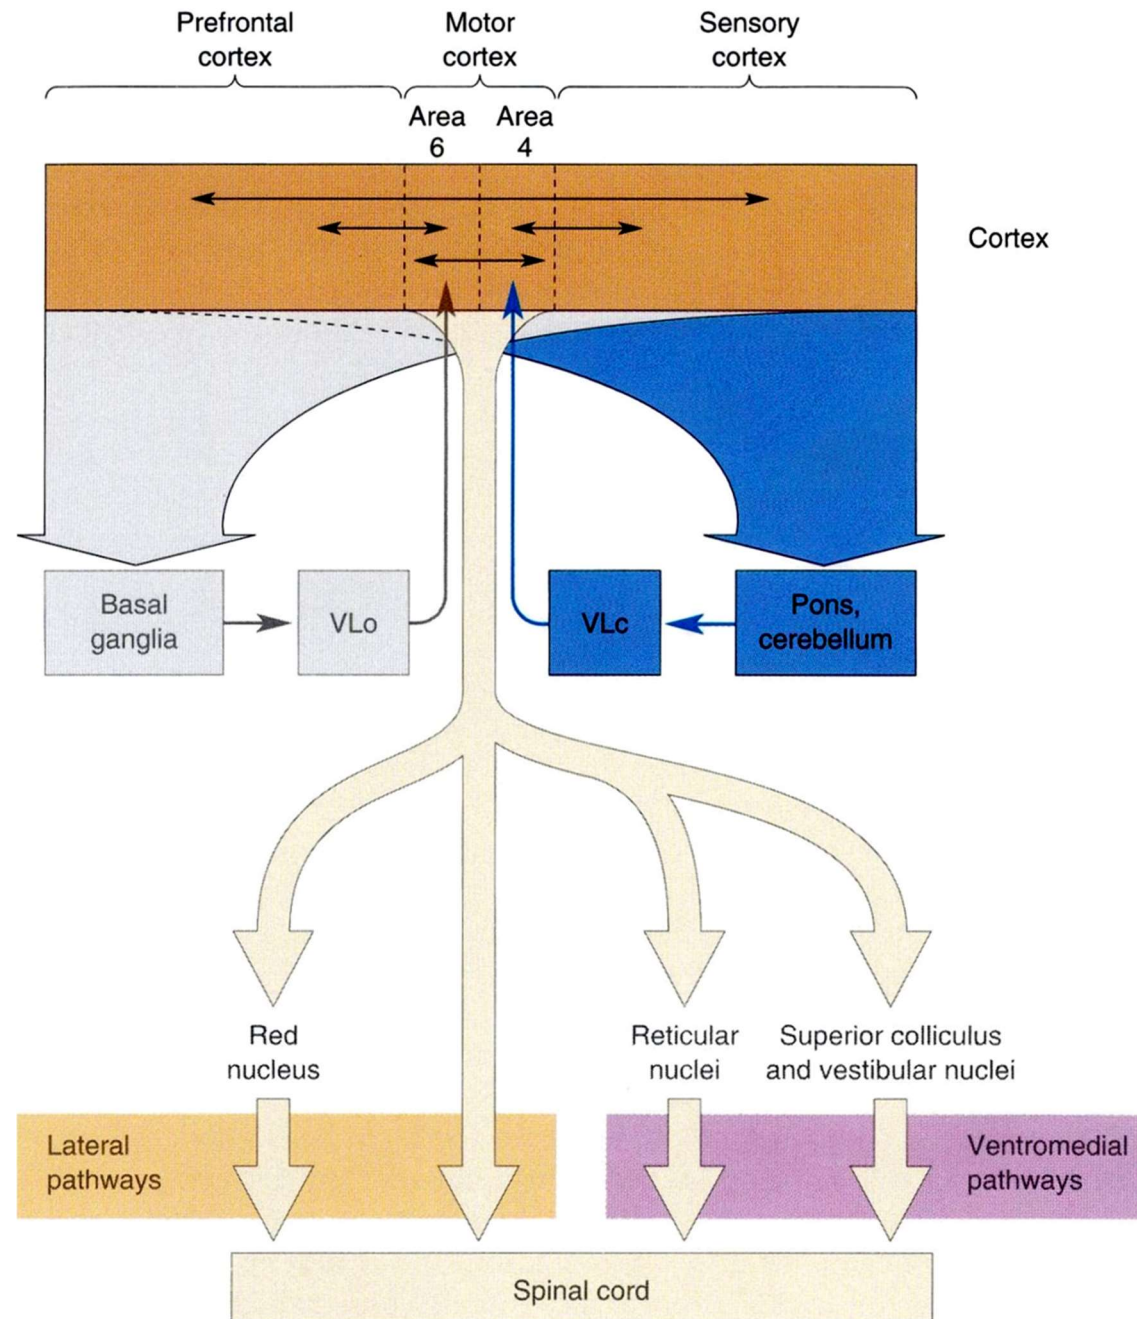 Prefrontal
cortex
Motor
cortex
Sensory
cortex
Area
6
Area
4
Cortex
Basal
ganglia
VLo
VLc
Pons,
cerebellum
Red
nucleus
Reticular
nuclei
Superior colliculus
and vestibular nuclei
Lateral
pathways
Ventromedial
pathways
Spinal cord